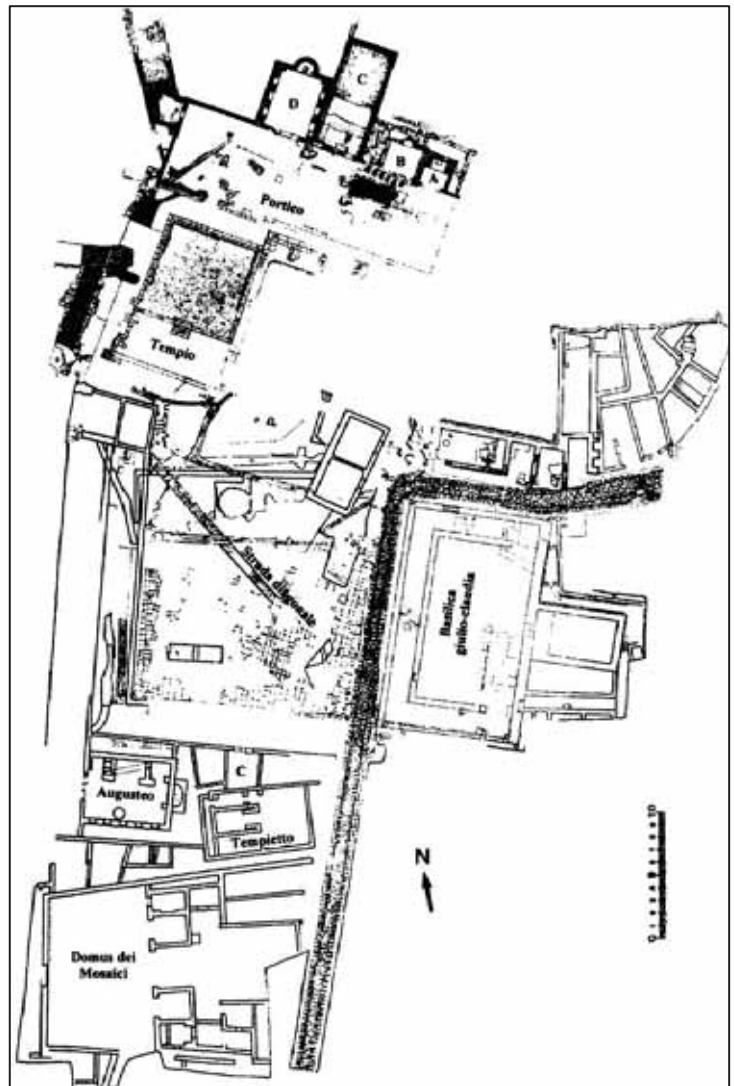 C
D
B
A
Portico
Tempio
Strada diagonale
Basilica
giulio-claudia
C
Augusteo
Tempietto
N
Domus dei
Mosaici